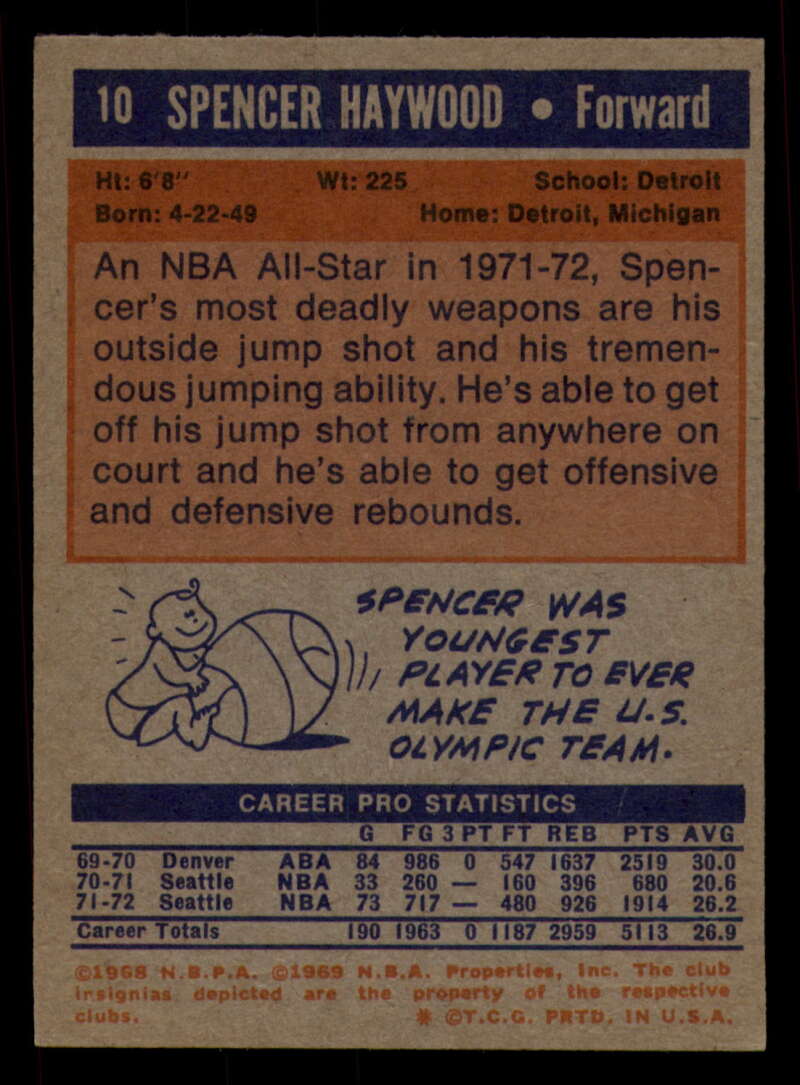 10 SPENCER HAYWOOD • Forward
Ht: 6'8" Wt: 225 School: Detroit
Born: 4-22-49 Home: Detroit, Michigan
An NBA All-Star in 1971-72, Spen-
cer's most deadly weapons are his
outside jump shot and his tremen-
dous jumping ability. He's able to get
off his jump shot from anywhere on
court and he's able to get offensive
and defensive rebounds.
SPENCER WAS
YOUNGEST
PLAYER TO EVER
MAKE THE U.S.
OLYMPIC TEAM.
CAREER PRO STATISTICS
G FG 3 PT FT REB PTS AVG
69-70 Denver ABA 84 986 0 547 1637 2519 30.0
70-71 Seattle NBA 33 260 — 160 396 680 20.6
71-72 Seattle NBA 73 717 — 480 926 1914 26.2
Career Totals 190 1963 0 1187 2959 5113 26.9
©1968 N.B.P.A. ©1969 N.B.A. Properties, Inc. The club
insignias depicted are the property of the respective
clubs. * ©T.C.G. PRTD. IN U.S.A.